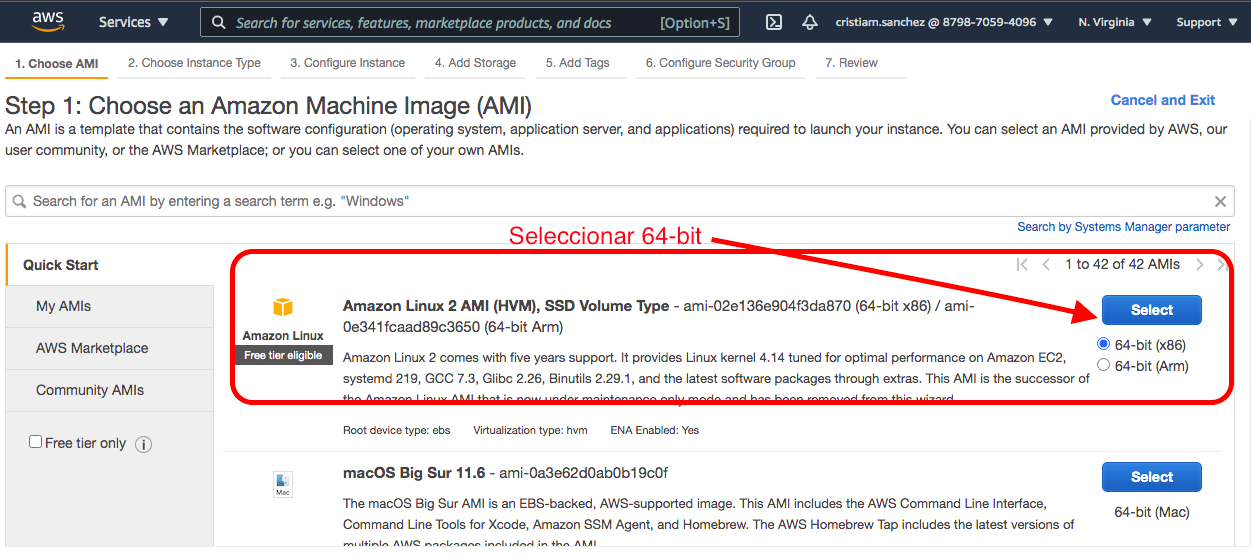 aws Services Search for services, features, marketplace products, and docs [Option+S] cristiam.sanchez @ 8798-7059-4096 N. Virginia Support
1. Choose AMI 2. Choose Instance Type 3. Configure Instance 4. Add Storage 5. Add Tags 6. Configure Security Group 7. Review
Step 1: Choose an Amazon Machine Image (AMI)
Cancel and Exit
An AMI is a template that contains the software configuration (operating system, application server, and applications) required to launch your instance. You can select an AMI provided by AWS, our
user community, or the AWS Marketplace; or you can select one of your own AMIs.
Search for an AMI by entering a search term e.g. "Windows"
Search by Systems Manager parameter
Seleccionar 64-bit
Quick Start
My AMIs
AWS Marketplace
Community AMIs
Free tier only
1 to 42 of 42 AMIs
Amazon Linux
Free tier eligible
Amazon Linux 2 AMI (HVM), SSD Volume Type - ami-02e136e904f3da870 (64-bit x86) / ami-
0e341fcaad89c3650 (64-bit Arm)
Amazon Linux 2 comes with five years support. It provides Linux kernel 4.14 tuned for optimal performance on Amazon EC2,
systemd 219, GCC 7.3, Glibc 2.26, Binutils 2.29.1, and the latest software packages through extras. This AMI is the successor of
the Amazon Linux AMI that is now under maintenance only mode and has been removed from this wizard.
Root device type: ebs Virtualization type: hvm ENA Enabled: Yes
Select
64-bit (x86)
64-bit (Arm)
Mac
macOS Big Sur 11.6 - ami-0a3e62d0ab0b19c0f
The macOS Big Sur AMI is an EBS-backed, AWS-supported image. This AMI includes the AWS Command Line Interface,
Command Line Tools for Xcode, Amazon SSM Agent, and Homebrew. The AWS Homebrew Tap includes the latest versions of
multiple AWS packages included in the AMI.
Select
64-bit (Mac)